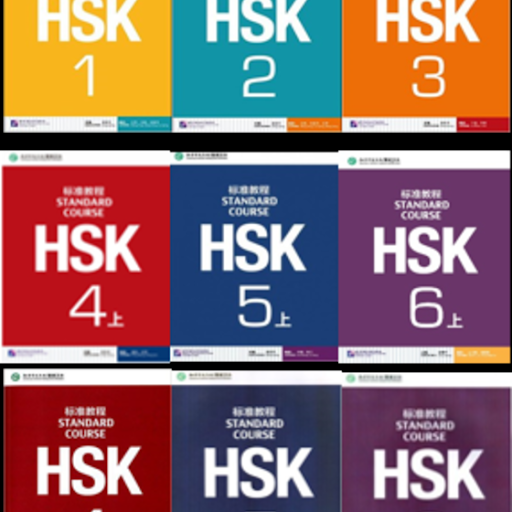 HSK
1
HSK
2
HSK
3
标准教程
STANDARD
COURSE
HSK
4上
标准教程
STANDARD
COURSE
HSK
5上
标准教程
STANDARD
COURSE
HSK
6上
标准教程
STANDARD
COURSE
HSK
标准教程
STANDARD
COURSE
HSK
标准教程
STANDARD
COURSE
HSK